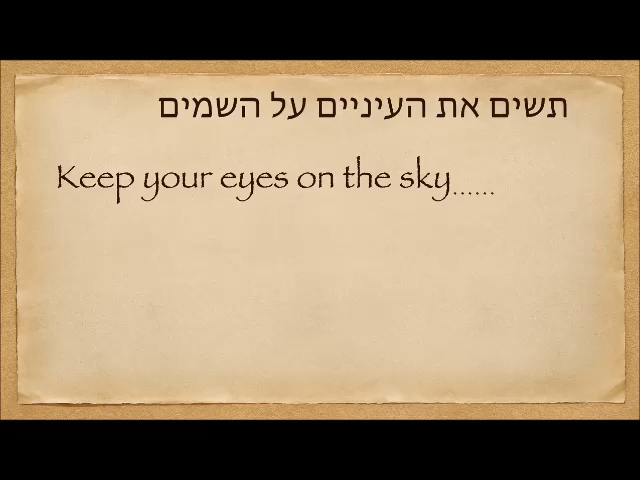 תשים את העיניים על השמים
Keep your eyes on the sky......